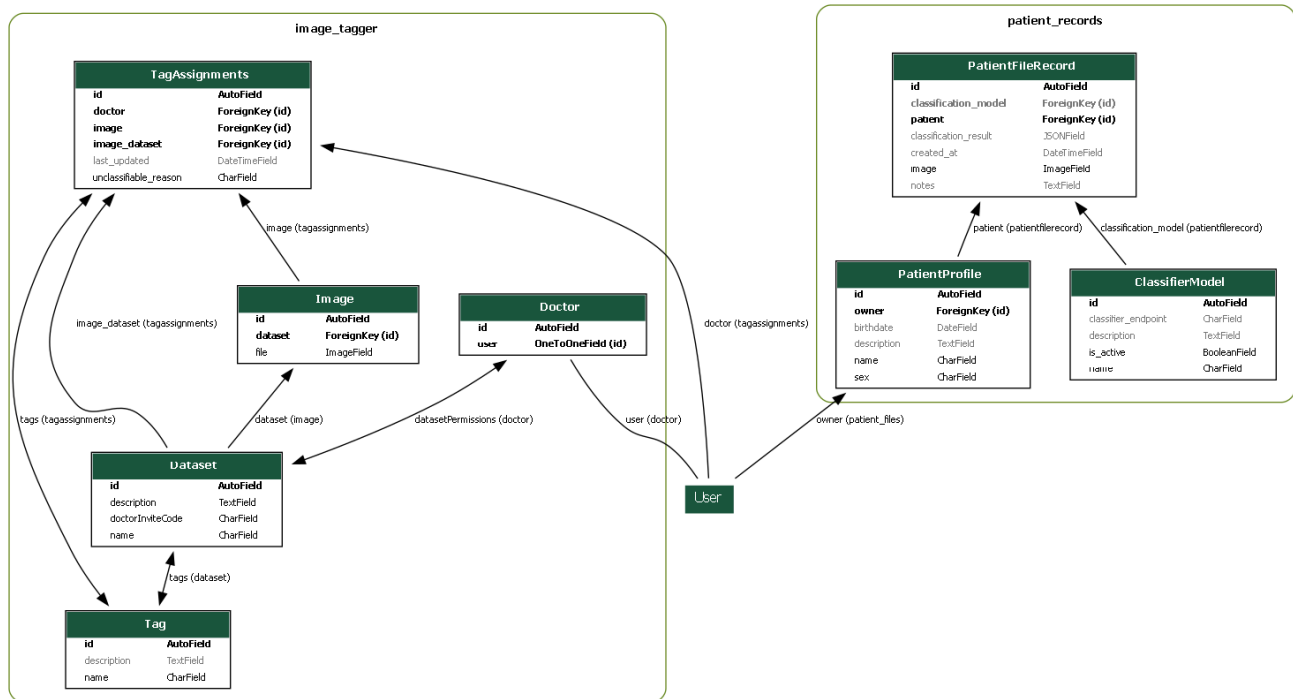 image_tagger
TagAssignments
id AutoField
doctor ForeignKey (id)
image ForeignKey (id)
image_dataset ForeignKey (id)
last_updated DateTimeField
unclassifiable_reason CharField
image (tagassignments)
image_dataset (tagassignments)
Image
id AutoField
dataset ForeignKey (id)
file ImageField
Doctor
id AutoField
user OneToOneField (id)
doctor (tagassignments)
tags (tagassignments)
dataset (image)
datasetPermissions (doctor)
user (doctor)
Dataset
id AutoField
description TextField
doctorInviteCode CharField
name CharField
tags (dataset)
Tag
id AutoField
description TextField
name CharField
User
owner (patient_files)
patient_records
PatientFileRecord
id AutoField
classification_model ForeignKey (id)
patient ForeignKey (id)
classification_result JSONField
created_at DateTimeField
image ImageField
notes TextField
patient (patientfilerecord)
classification_model (patientfilerecord)
PatientProfile
id AutoField
owner ForeignKey (id)
birthdate DateField
description TextField
name CharField
sex CharField
ClassifierModel
id AutoField
classifier_endpoint CharField
description TextField
is_active BooleanField
name CharField